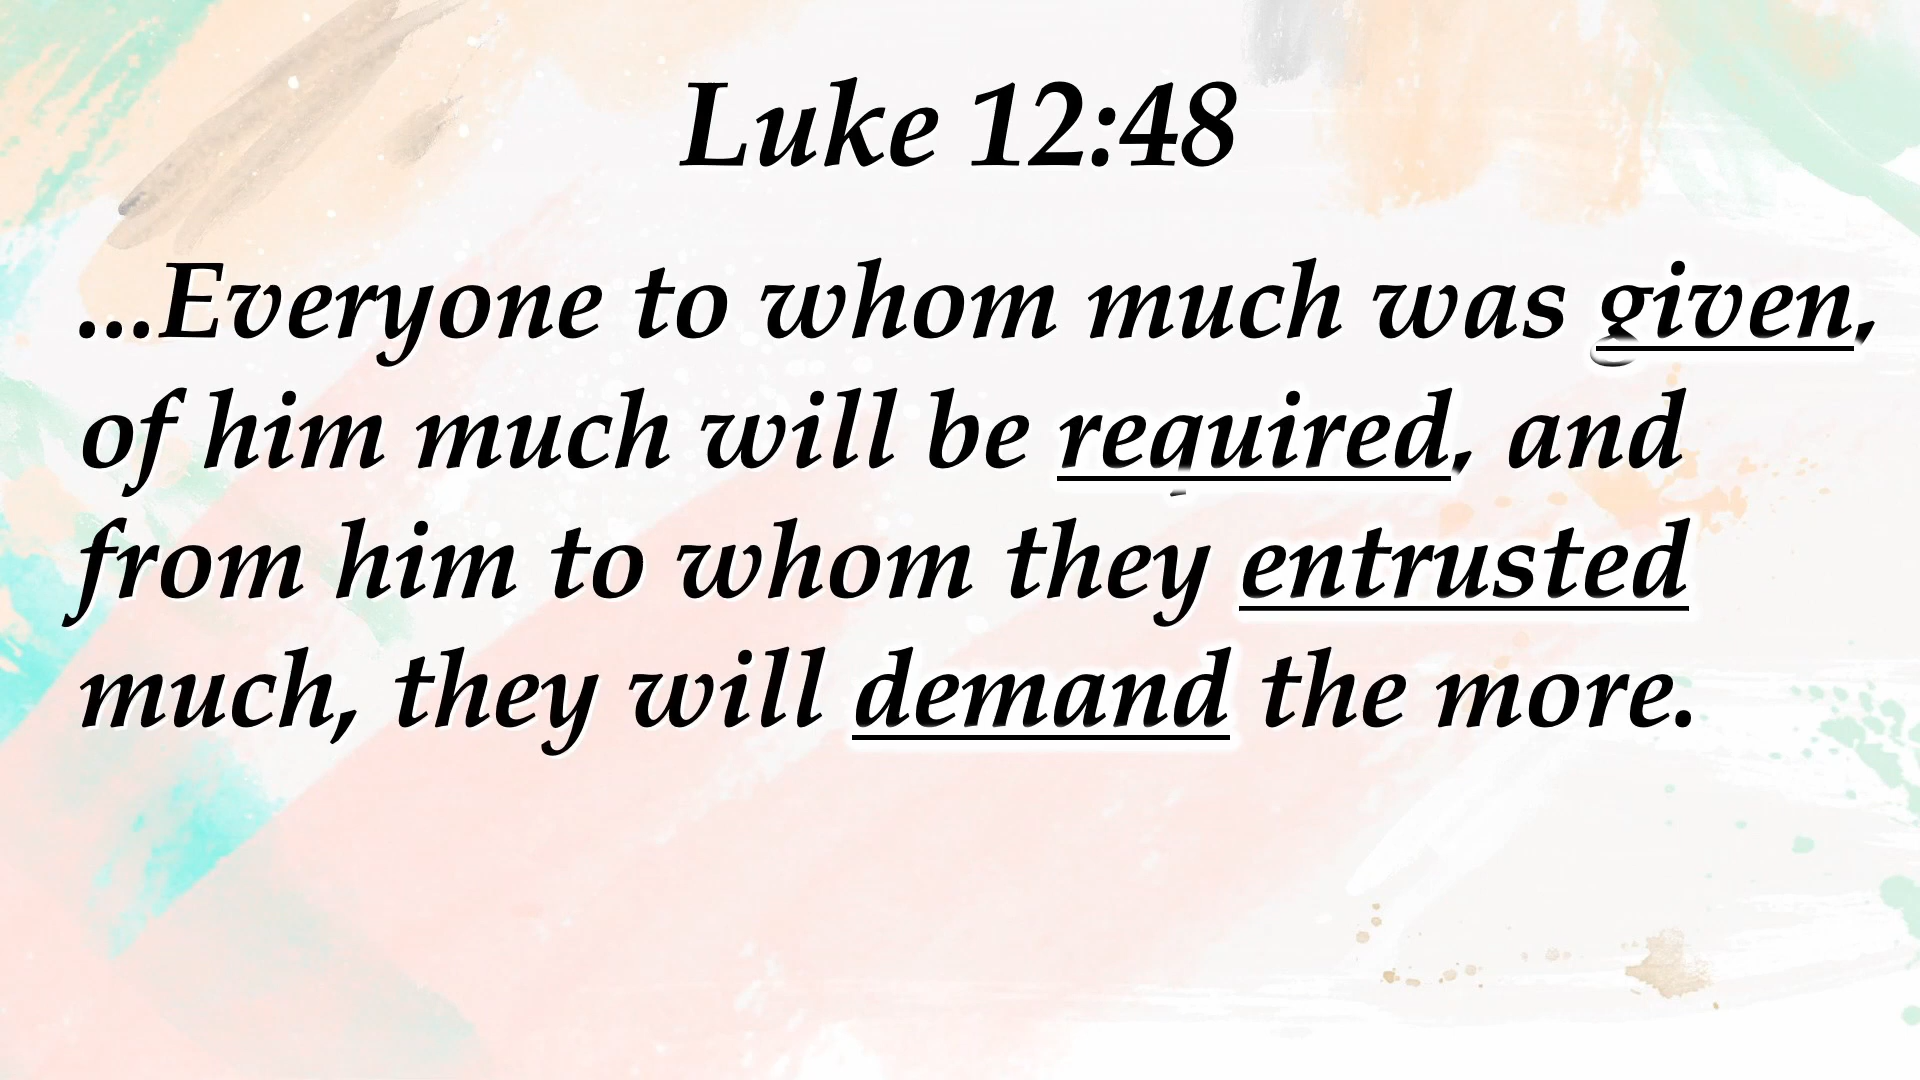 Luke 12:48
...Everyone to whom much was given,
of him much will be required, and
from him to whom they entrusted
much, they will demand the more.